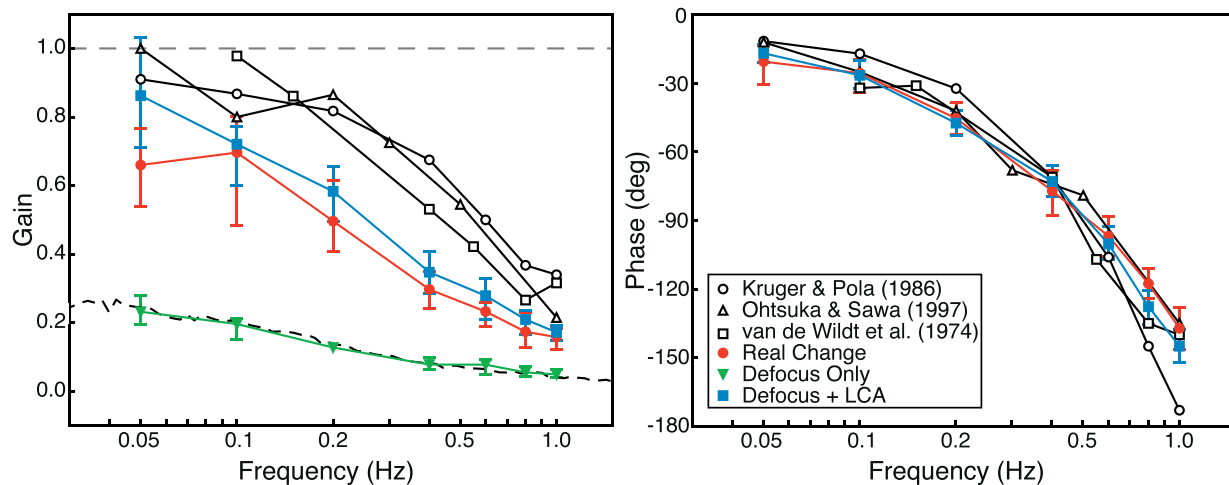 1.0
0.8
0.6
0.4
0.2
0.0
Gain
0.05
0.1
0.2
0.5
1.0
Frequency (Hz)
0
-30
-60
-90
-120
-150
-180
Phase (deg)
Kruger & Pola (1986)
Ohtsuka & Sawa (1997)
van de Wildt et al. (1974)
Real Change
Defocus Only
Defocus + LCA
0.05
0.1
0.2
0.5
1.0
Frequency (Hz)